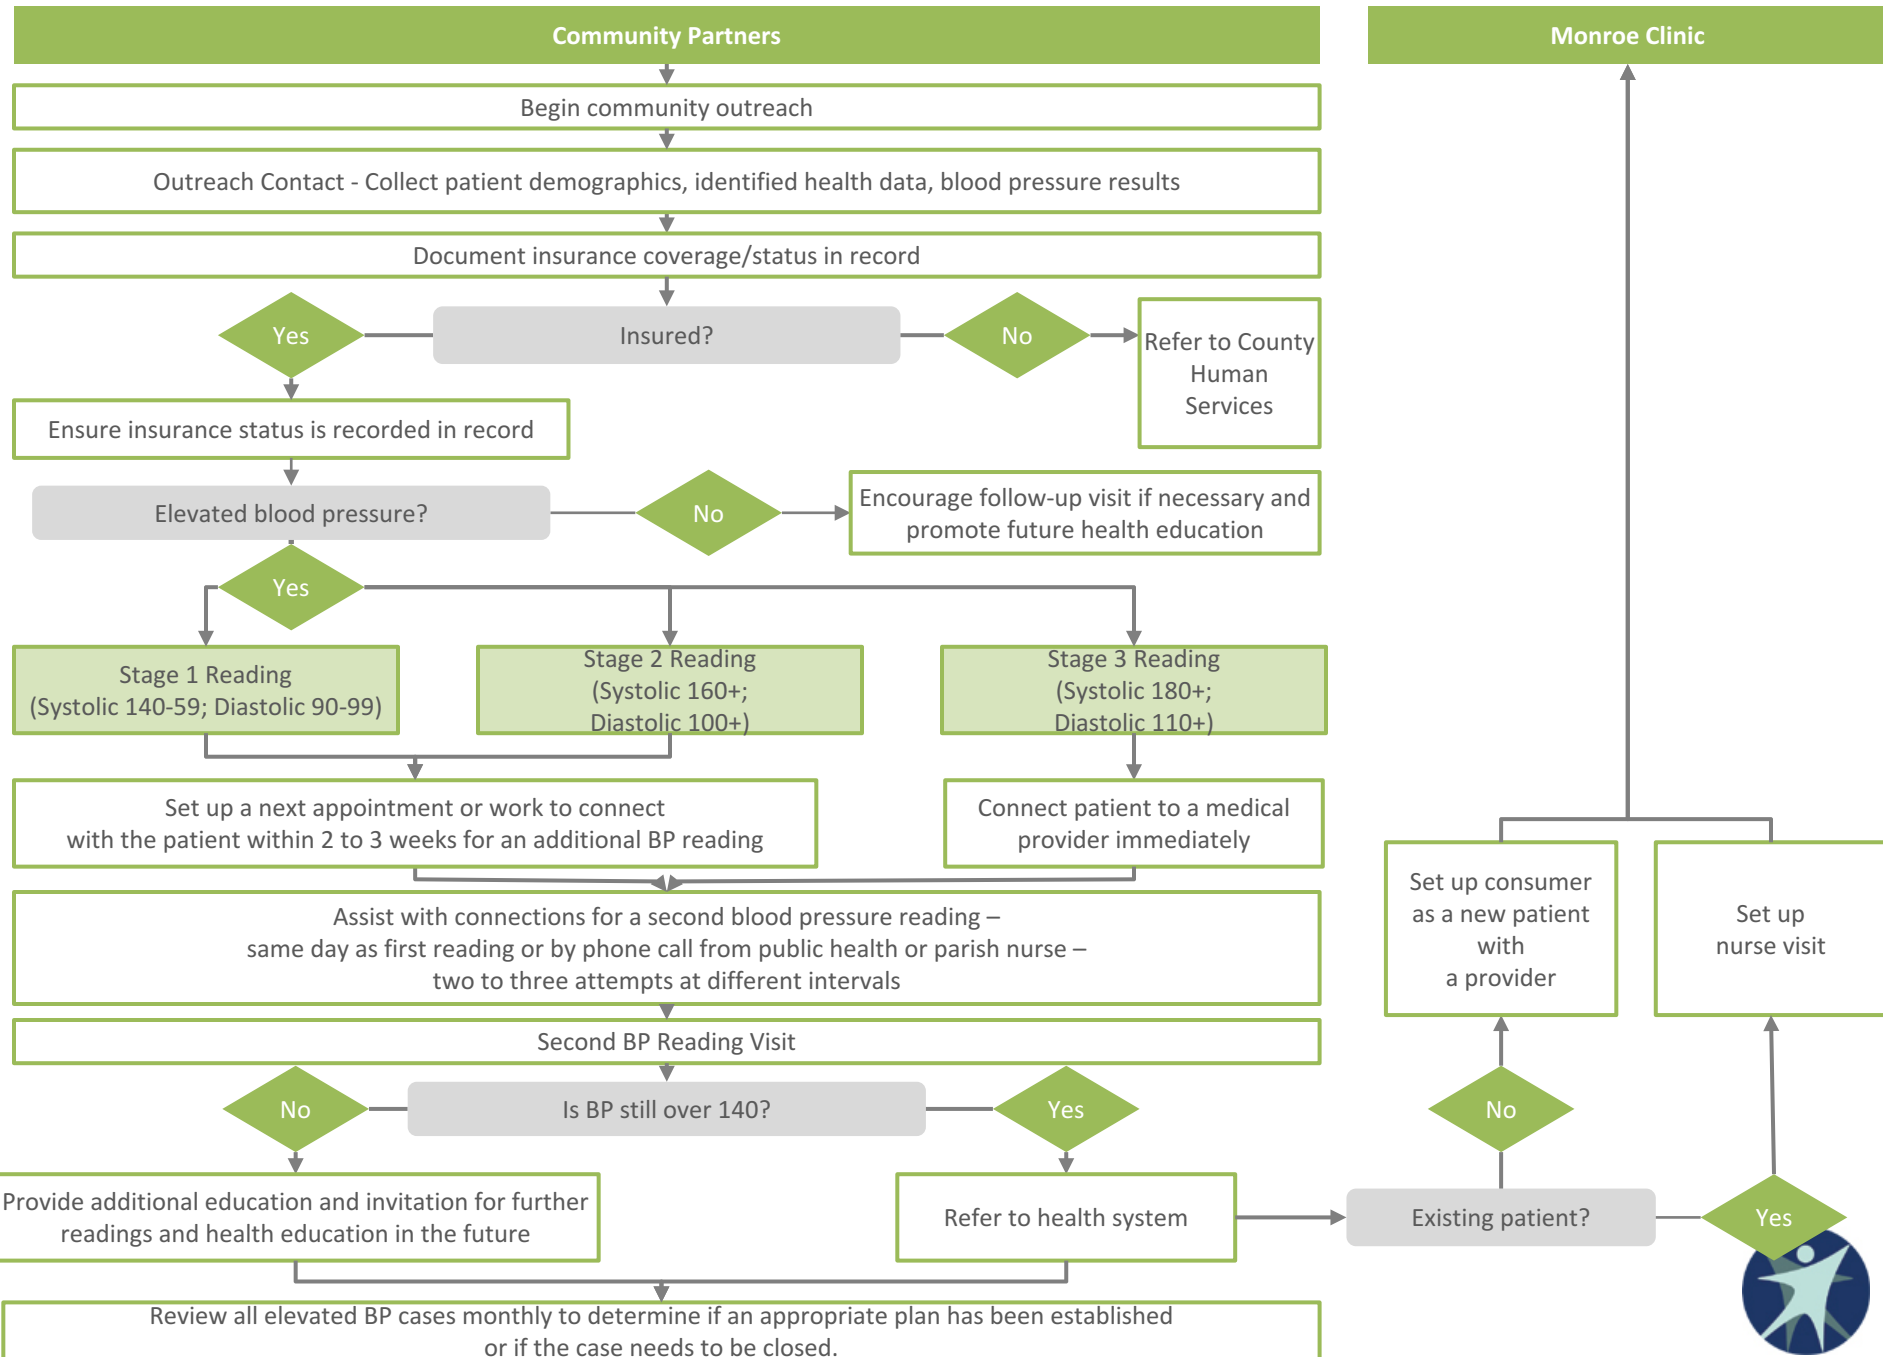 Community Partners
Monroe Clinic
Begin community outreach
Outreach Contact - Collect patient demographics, identified health data, blood pressure results
Document insurance coverage/status in record
Yes
Insured?
No
Refer to County
Human
Services
Ensure insurance status is recorded in record
Elevated blood pressure?
No
Encourage follow-up visit if necessary and
promote future health education
Yes
Stage 1 Reading
(Systolic 140-59; Diastolic 90-99)
Stage 2 Reading
(Systolic 160+;
Diastolic 100+)
Stage 3 Reading
(Systolic 180+;
Diastolic 110+)
Set up a next appointment or work to connect
with the patient within 2 to 3 weeks for an additional BP reading
Connect patient to a medical
provider immediately
Assist with connections for a second blood pressure reading –
same day as first reading or by phone call from public health or parish nurse –
two to three attempts at different intervals
Set up consumer
as a new patient
with
a provider
Set up
nurse visit
Second BP Reading Visit
No
Is BP still over 140?
Yes
No
Provide additional education and invitation for further
readings and health education in the future
Refer to health system
Existing patient?
Yes
Review all elevated BP cases monthly to determine if an appropriate plan has been established
or if the case needs to be closed.